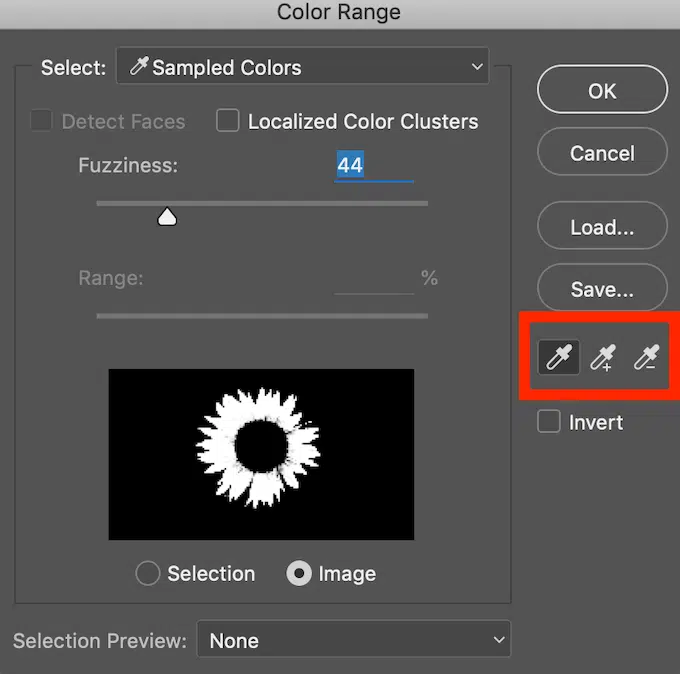 Color Range
Select: Sampled Colors
Detect Faces Localized Color Clusters
Fuzziness: 44
Range: %
Selection Image
Selection Preview: None
OK
Cancel
Load...
Save...
Invert